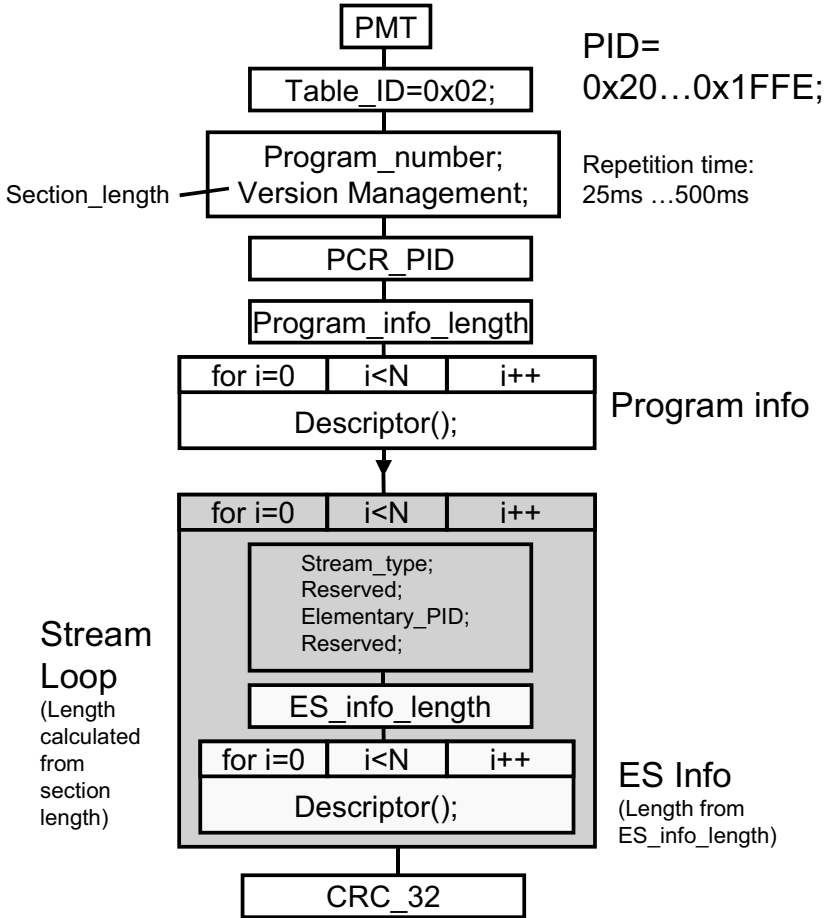 PMT
PID=
0x20…0x1FFE;
Table_ID=0x02;
Program_number;
Version Management;
Section_length
Repetition time:
25ms …500ms
PCR_PID
Program_info_length
for i=0 i<N i++
Descriptor();
Program info
for i=0 i<N i++
Stream_type;
Reserved;
Elementary_PID;
Reserved;
Stream
Loop
(Length
calculated
from
section
length)
ES_info_length
for i=0 i<N i++
Descriptor();
ES Info
(Length from
ES_info_length)
CRC_32